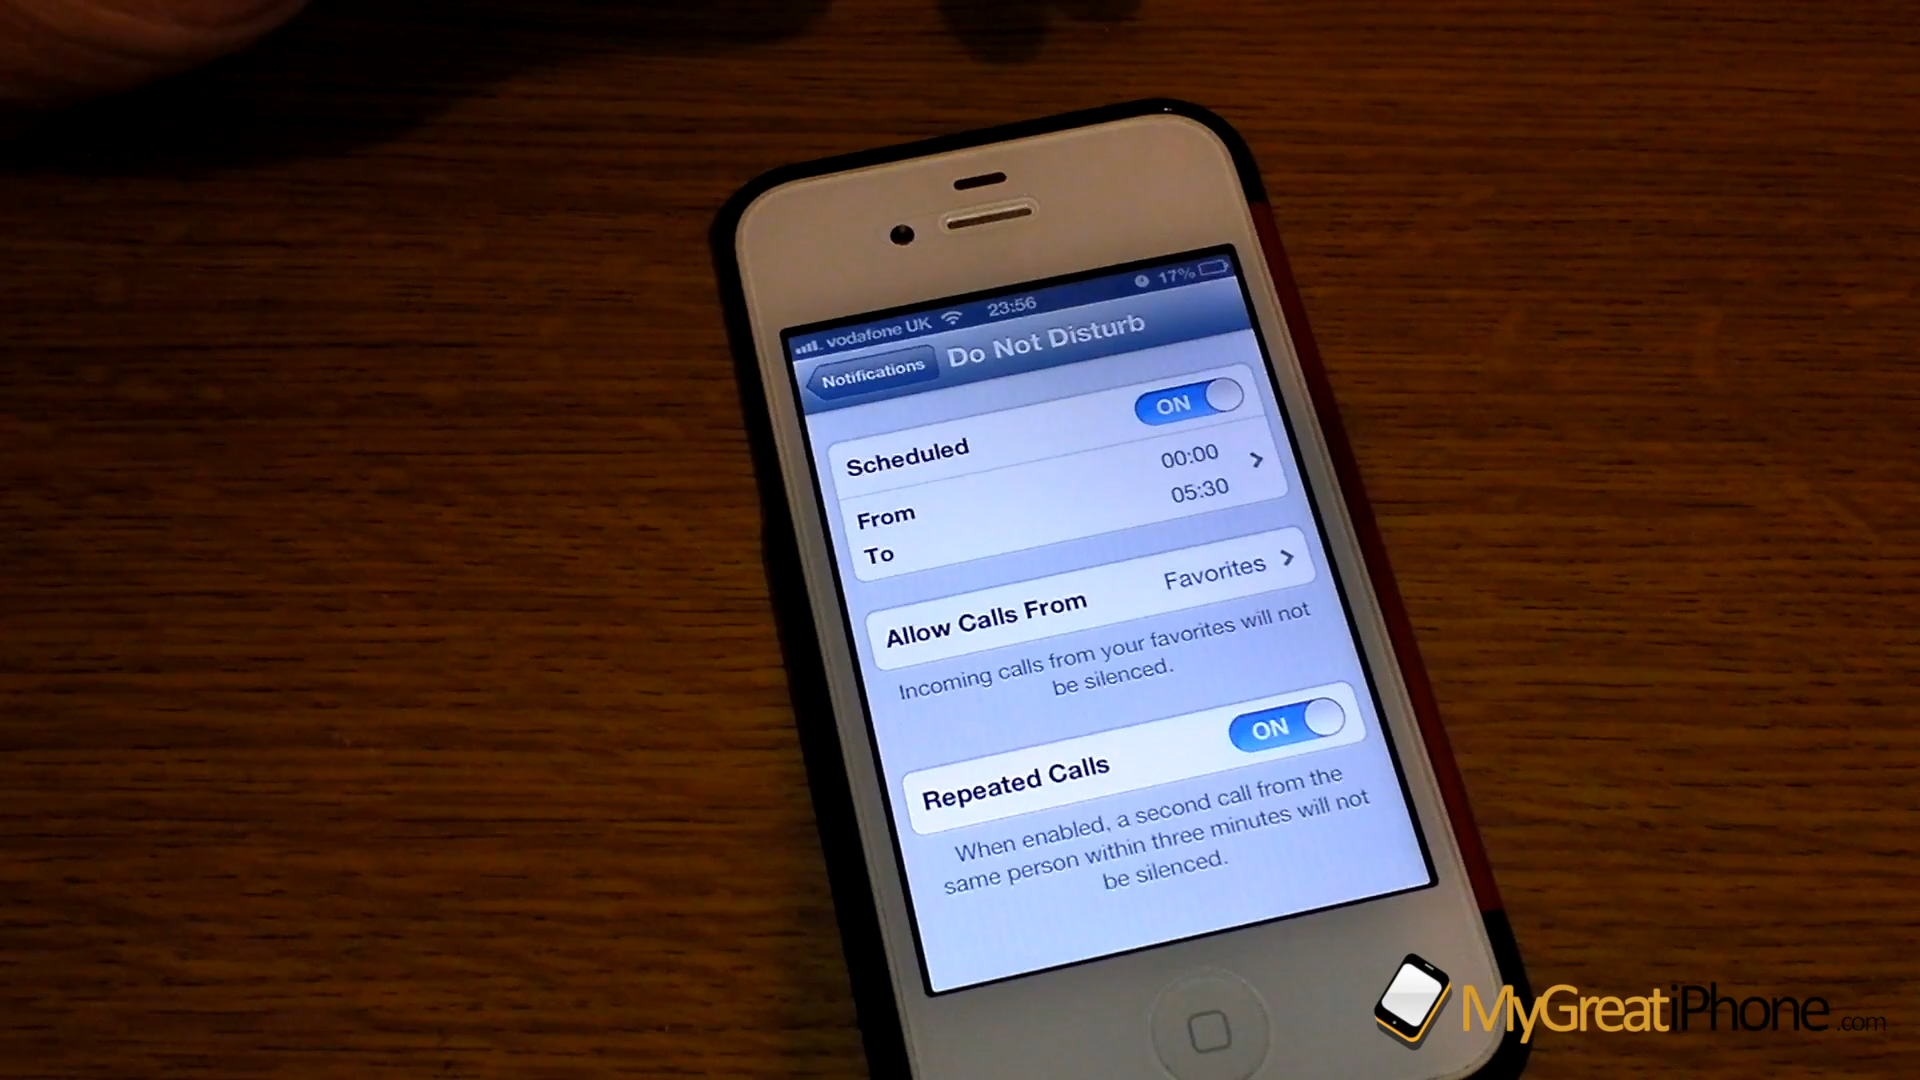 vodafone UK 23:56 17%
Notifications Do Not Disturb
Scheduled ON
From 00:00
To 05:30
Allow Calls From Favorites
Incoming calls from your favorites will not
be silenced.
Repeated Calls ON
When enabled, a second call from the
same person within three minutes will not
be silenced.
MyGreatiPhone.com